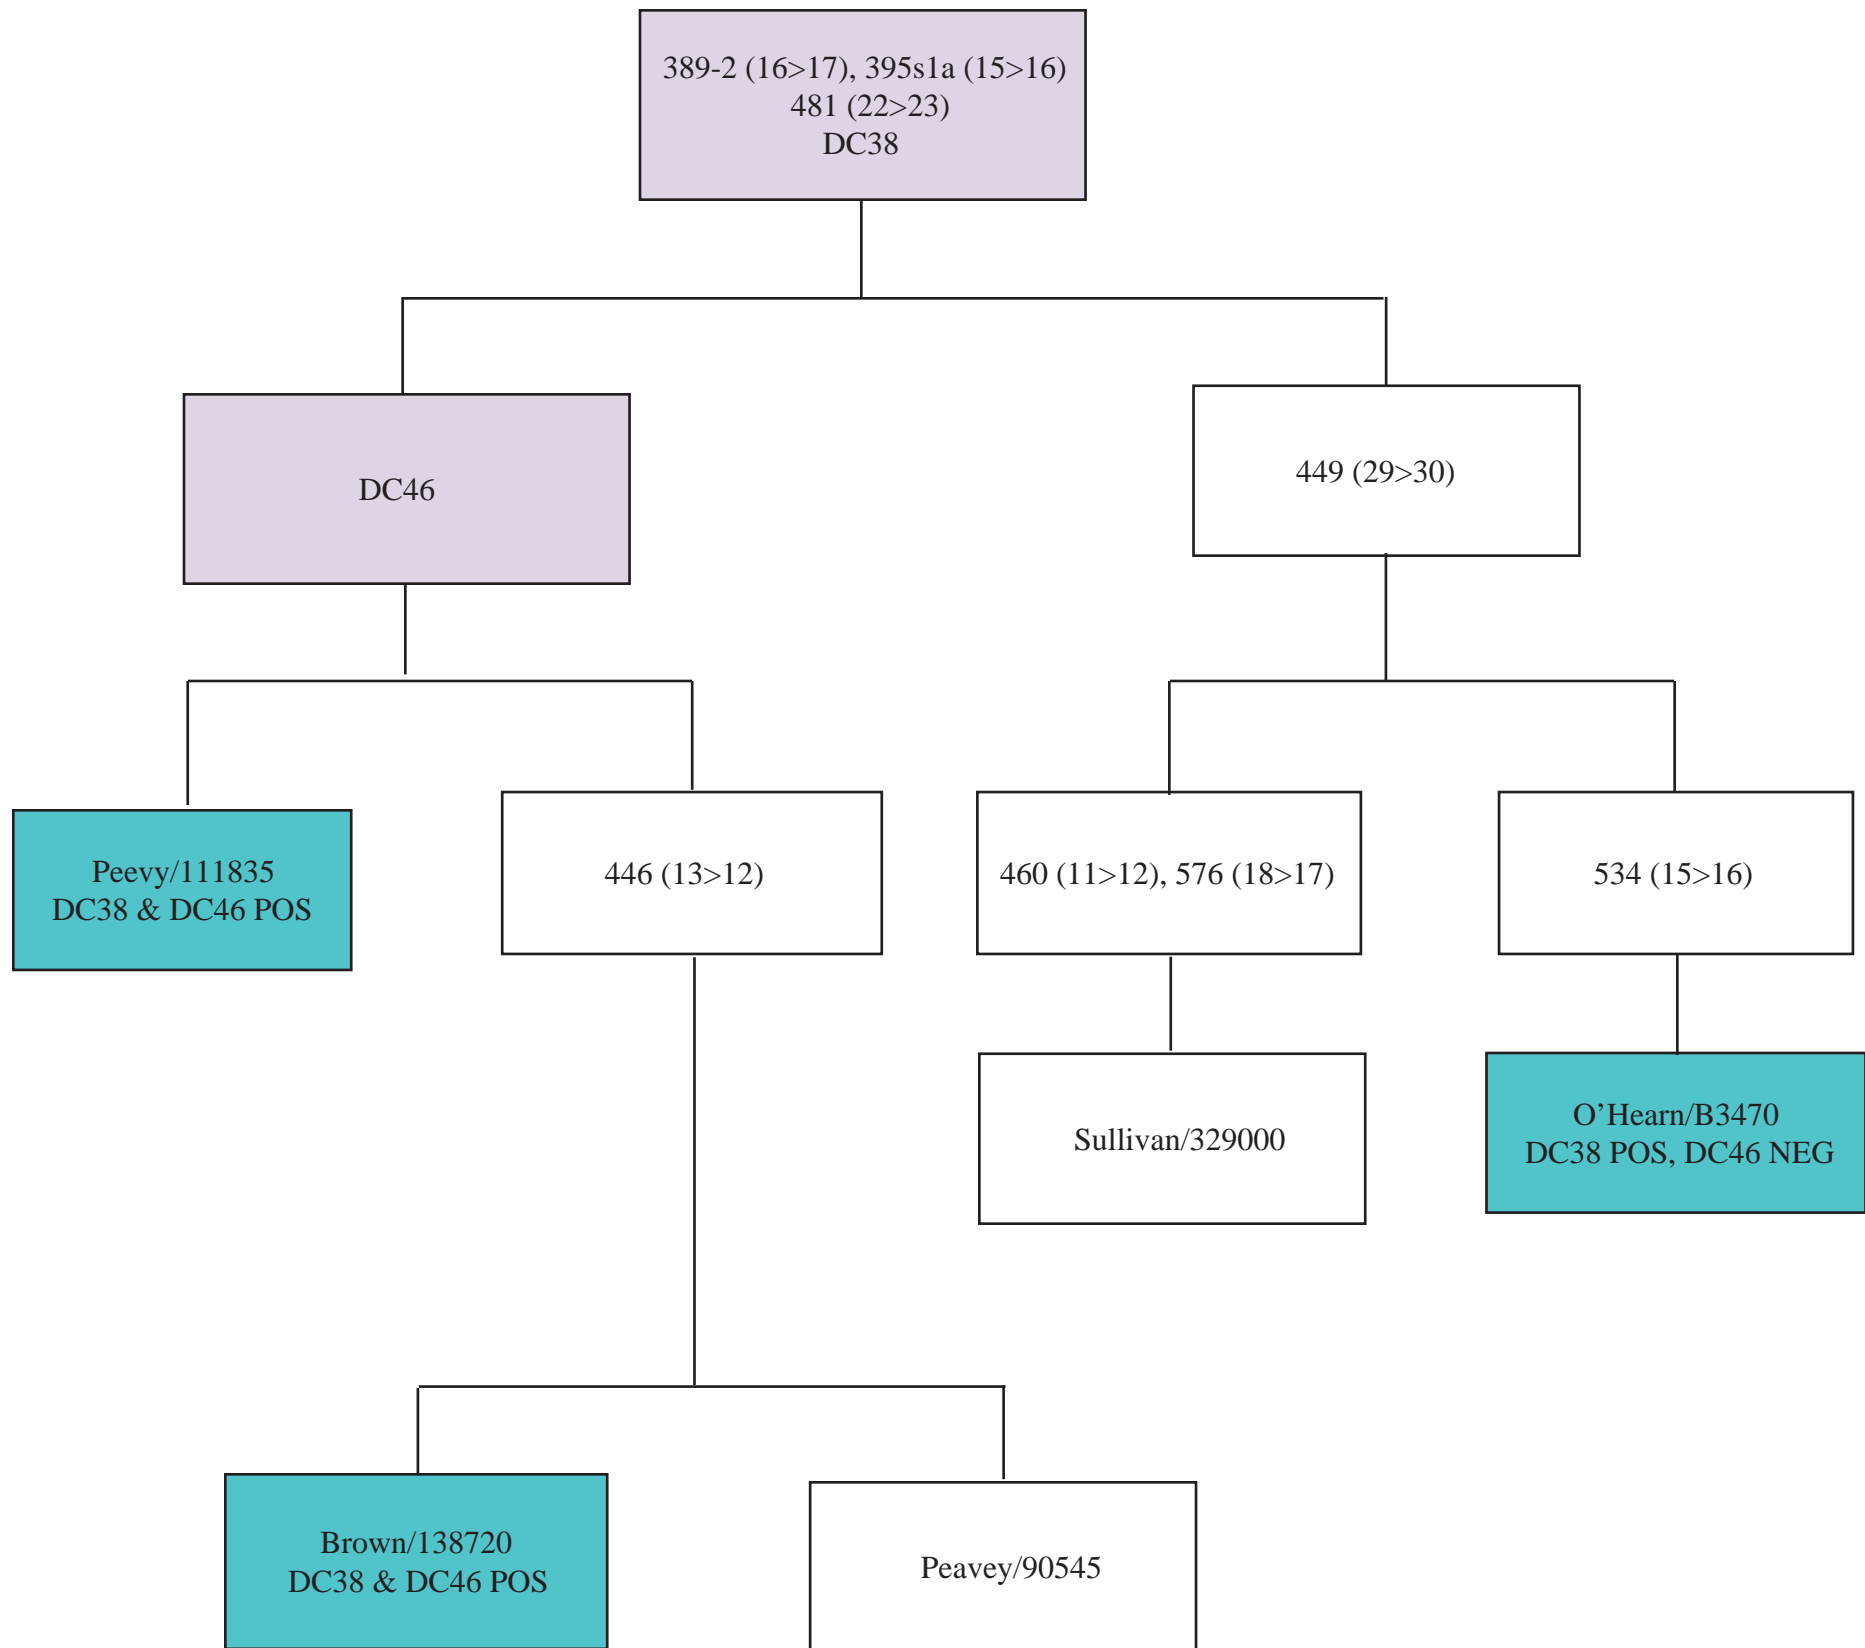 389-2 (16>17), 395s1a (15>16)
481 (22>23)
DC38
DC46
449 (29>30)
Peevy/111835
DC38 & DC46 POS
446 (13>12)
460 (11>12), 576 (18>17)
534 (15>16)
Sullivan/329000
O’Hearn/B3470
DC38 POS, DC46 NEG
Brown/138720
DC38 & DC46 POS
Peavey/90545